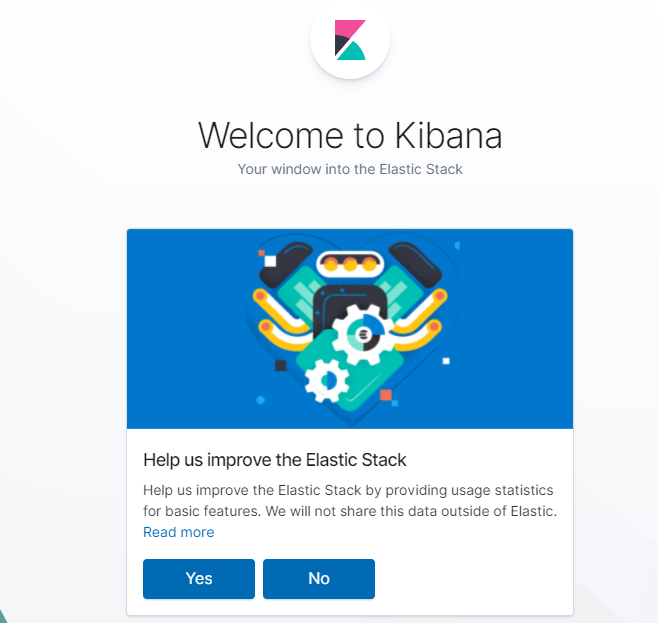 Welcome to Kibana
Your window into the Elastic Stack
Help us improve the Elastic Stack
Help us improve the Elastic Stack by providing usage statistics
for basic features. We will not share this data outside of Elastic.
Read more
Yes
No